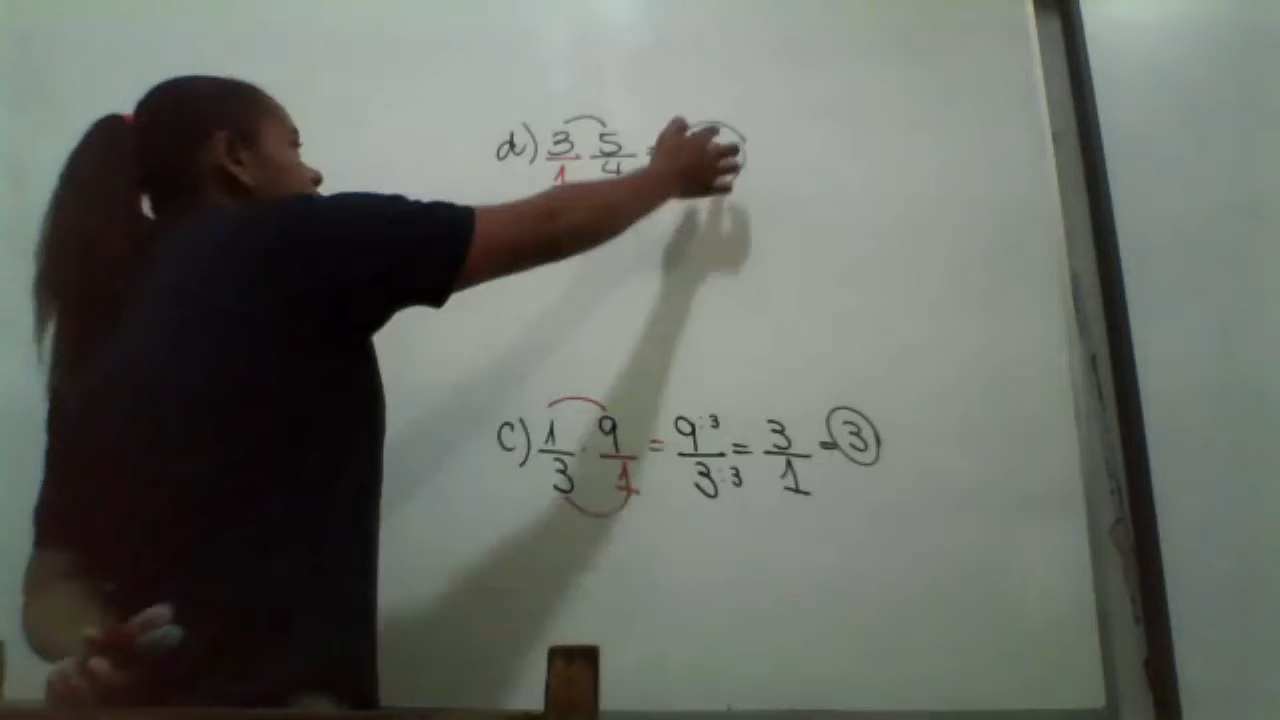 d) 3/1 · 5/4 =
c) 1/3 · 9/1 = 9:3/3:3 = 3/1 = 3